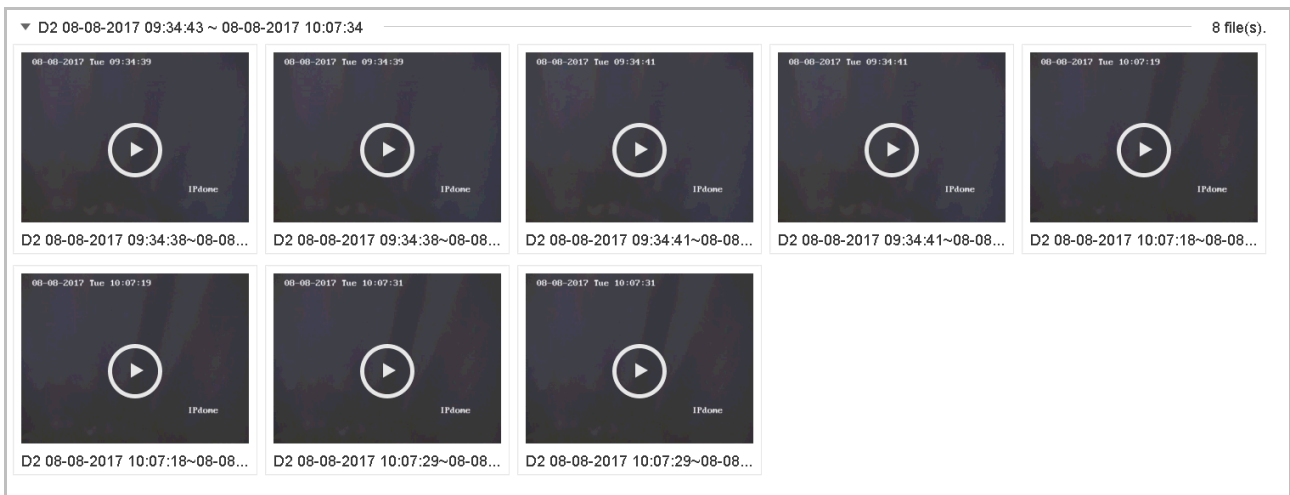 D2 08-08-2017 09:34:43 ~ 08-08-2017 10:07:34 8 file(s).
08-08-2017 Tue 09:34:39
08-08-2017 Tue 09:34:39
08-08-2017 Tue 09:34:41
08-08-2017 Tue 09:34:41
08-08-2017 Tue 10:07:19
IPdome
IPdome
IPdome
IPdome
IPdome
D2 08-08-2017 09:34:38~08-08...
D2 08-08-2017 09:34:38~08-08...
D2 08-08-2017 09:34:41~08-08...
D2 08-08-2017 09:34:41~08-08...
D2 08-08-2017 10:07:18~08-08...
08-08-2017 Tue 10:07:19
08-08-2017 Tue 10:07:31
08-08-2017 Tue 10:07:31
IPdome
IPdome
IPdome
D2 08-08-2017 10:07:18~08-08...
D2 08-08-2017 10:07:29~08-08...
D2 08-08-2017 10:07:29~08-08...